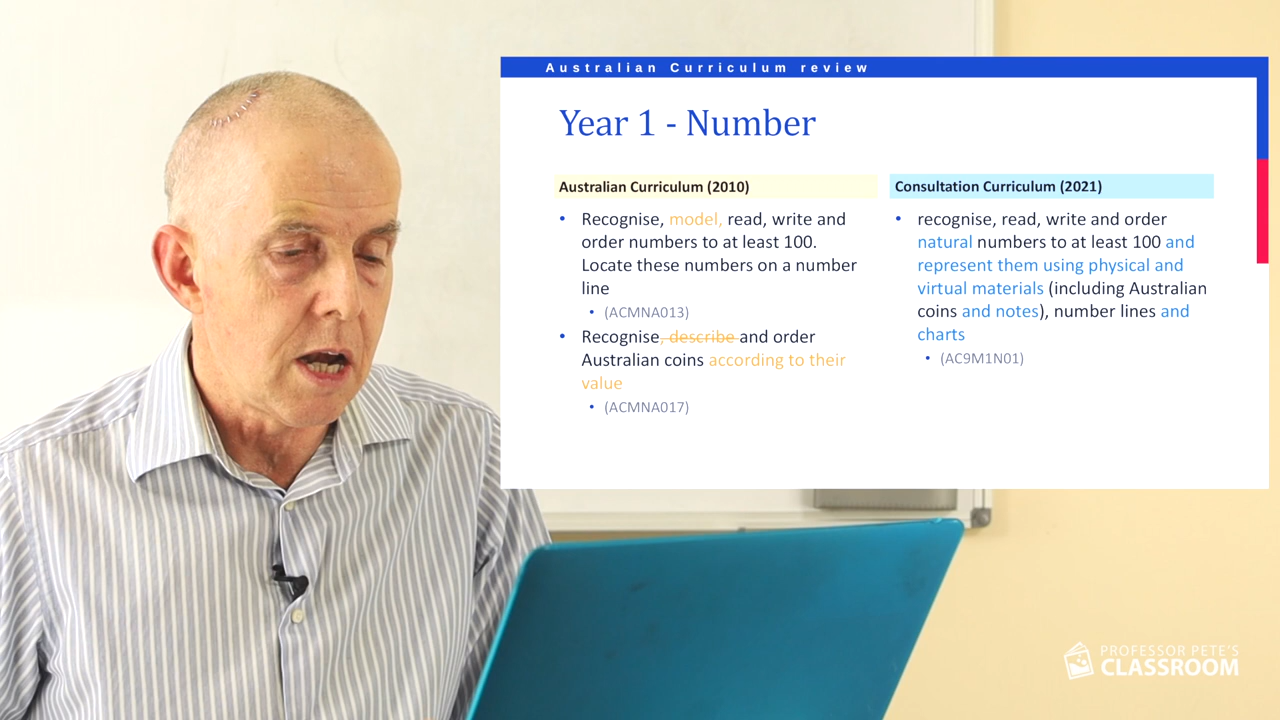 Australian Curriculum review
Year 1 - Number
Australian Curriculum (2010)
• Recognise, model, read, write and
order numbers to at least 100.
Locate these numbers on a number
line
• (ACMNA013)
• Recognise, describe and order
Australian coins according to their
value
• (ACMNA017)
Consultation Curriculum (2021)
• recognise, read, write and order
natural numbers to at least 100 and
represent them using physical and
virtual materials (including Australian
coins and notes), number lines and
charts
• (AC9M1N01)
PROFESSOR PETE'S
CLASSROOM